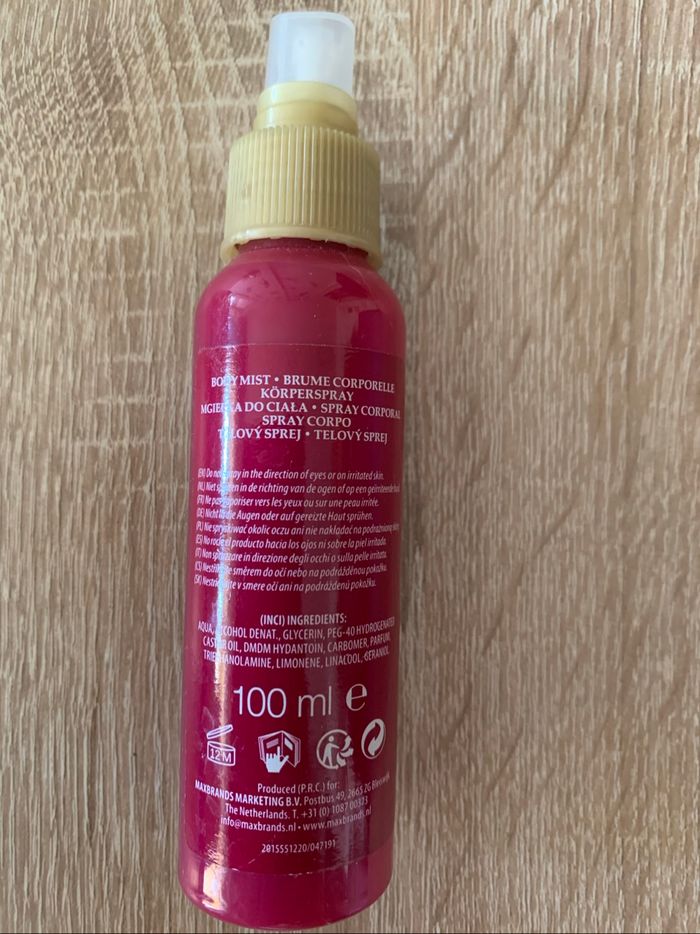 BODY MIST • BRUME CORPORELLE
KÖRPERSPRAY
MGIEŁKA DO CIAŁA • SPRAY CORPORAL
SPRAY CORPO
TĚLOVÝ SPREJ • TELOVÝ SPREJ
(EN) Do not spray in the direction of eyes or on irritated skin.
(NL) Niet spuiten in de richting van de ogen of op een geïrriteerde huid.
(FR) Ne pas vaporiser vers les yeux ou sur une peau irritée.
(DE) Nicht in die Augen oder auf gereizte Haut sprühen.
(PL) Nie spryskiwać okolic oczu ani nie nakładać na podrażnioną skórę.
(ES) No rocíe el producto hacia los ojos ni sobre la piel irritada.
(IT) Non spruzzare in direzione degli occhi o sulla pelle irritata.
(CS) Nestříkejte směrem do očí nebo na podrážděnou pokožku.
(SK) Nestriekajte v smere očí ani na podráždenú pokožku.
(INCI) INGREDIENTS:
AQUA, ALCOHOL DENAT., GLYCERIN, PEG-40 HYDROGENATED
CASTOR OIL, DMDM HYDANTOIN, CARBOMER, PARFUM,
TRIETHANOLAMINE, LIMONENE, LINACOOL, GERANIOL
100 ml e
12 M
Produced (P.R.C.) for:
MAXBRANDS MARKETING B.V. Postbus 49, 2665 ZG Bleiswijk
The Netherlands. T. +31 (0) 1087 00373
info@maxbrands.nl • www.maxbrands.nl
2015551220/047191